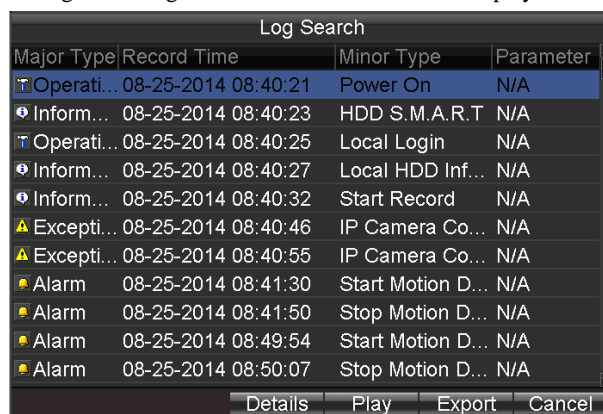 Log Search
Major Type Record Time Minor Type Parameter
Operati... 08-25-2014 08:40:21 Power On N/A
Inform... 08-25-2014 08:40:23 HDD S.M.A.R.T N/A
Operati... 08-25-2014 08:40:25 Local Login N/A
Inform... 08-25-2014 08:40:27 Local HDD Inf... N/A
Inform... 08-25-2014 08:40:32 Start Record N/A
Excepti... 08-25-2014 08:40:46 IP Camera Co... N/A
Excepti... 08-25-2014 08:40:55 IP Camera Co... N/A
Alarm 08-25-2014 08:41:30 Start Motion D... N/A
Alarm 08-25-2014 08:41:50 Stop Motion D... N/A
Alarm 08-25-2014 08:49:54 Start Motion D... N/A
Alarm 08-25-2014 08:50:07 Stop Motion D... N/A
Details Play Export Cancel